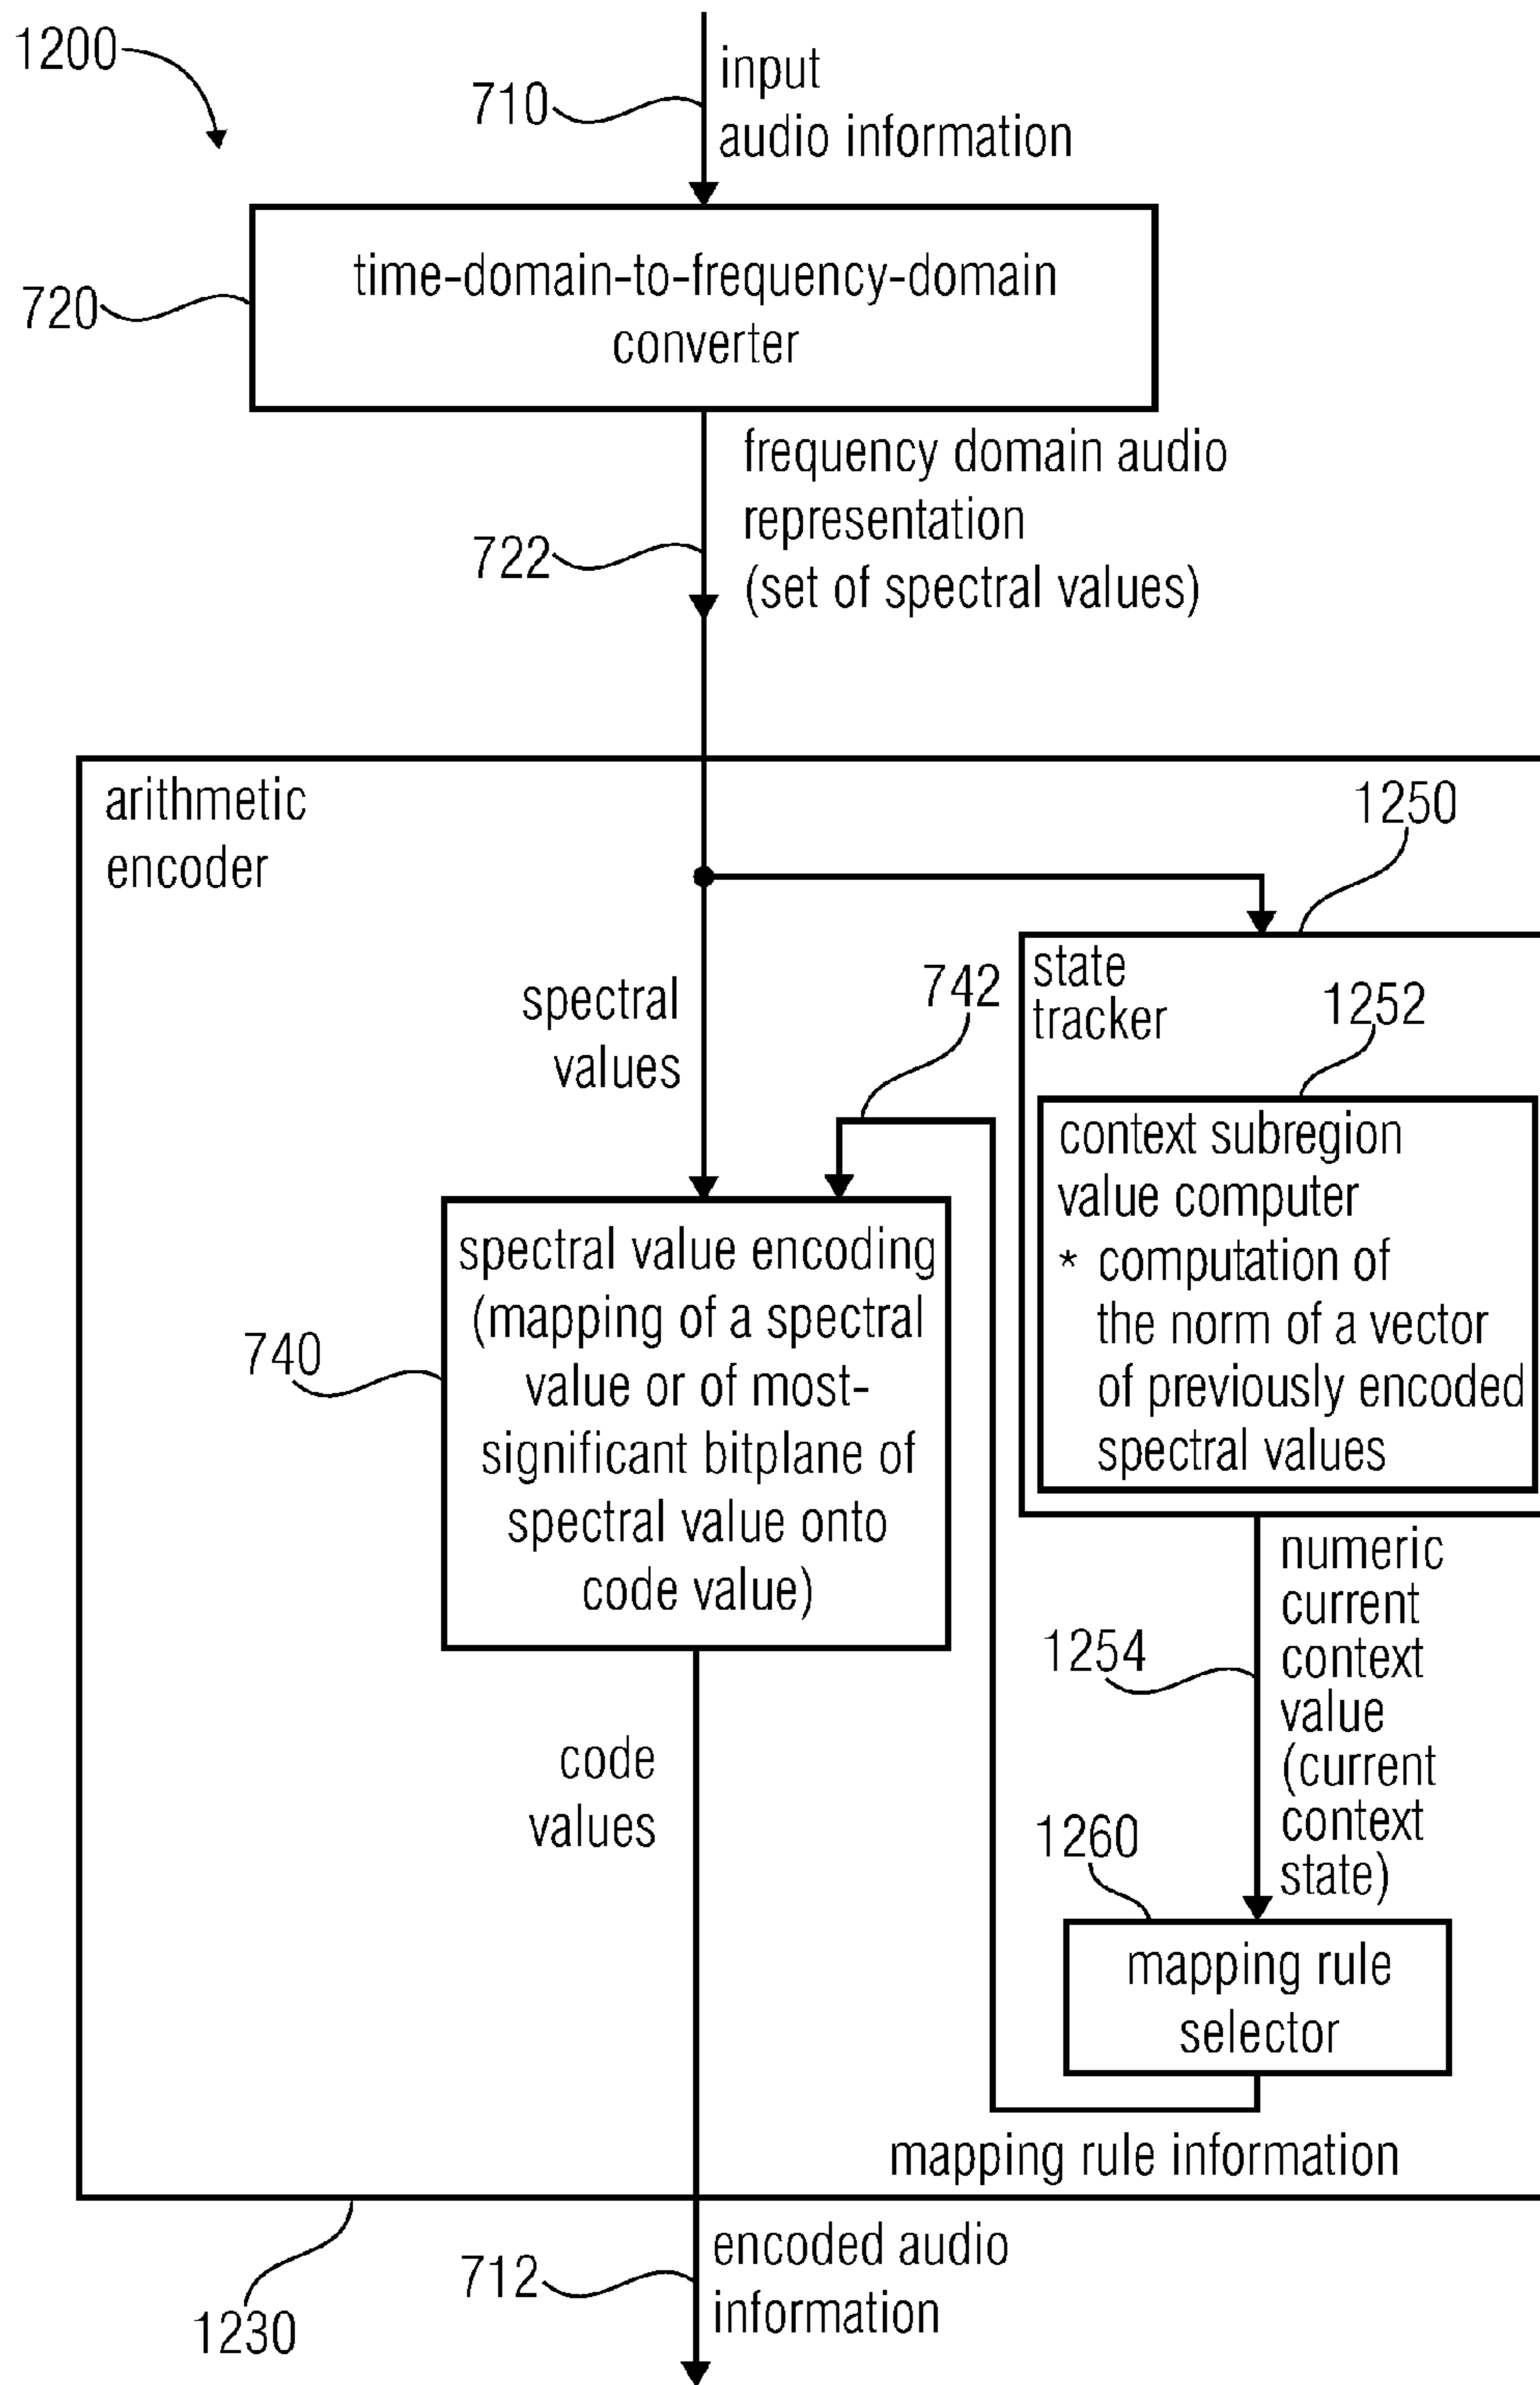 1200
710
input
audio information
time-domain-to-frequency-domain
converter
720
frequency domain audio
representation
(set of spectral values)
722
arithmetic
encoder
1250
state
tracker
742
1252
spectral
values
context subregion
value computer
* computation of
the norm of a vector
of previously encoded
spectral values
spectral value encoding
(mapping of a spectral
value or of most-
significant bitplane of
spectral value onto
code value)
740
numeric
current
context
value
(current
context
state)
1254
code
values
1260
mapping rule
selector
mapping rule information
1230
712
encoded audio
information